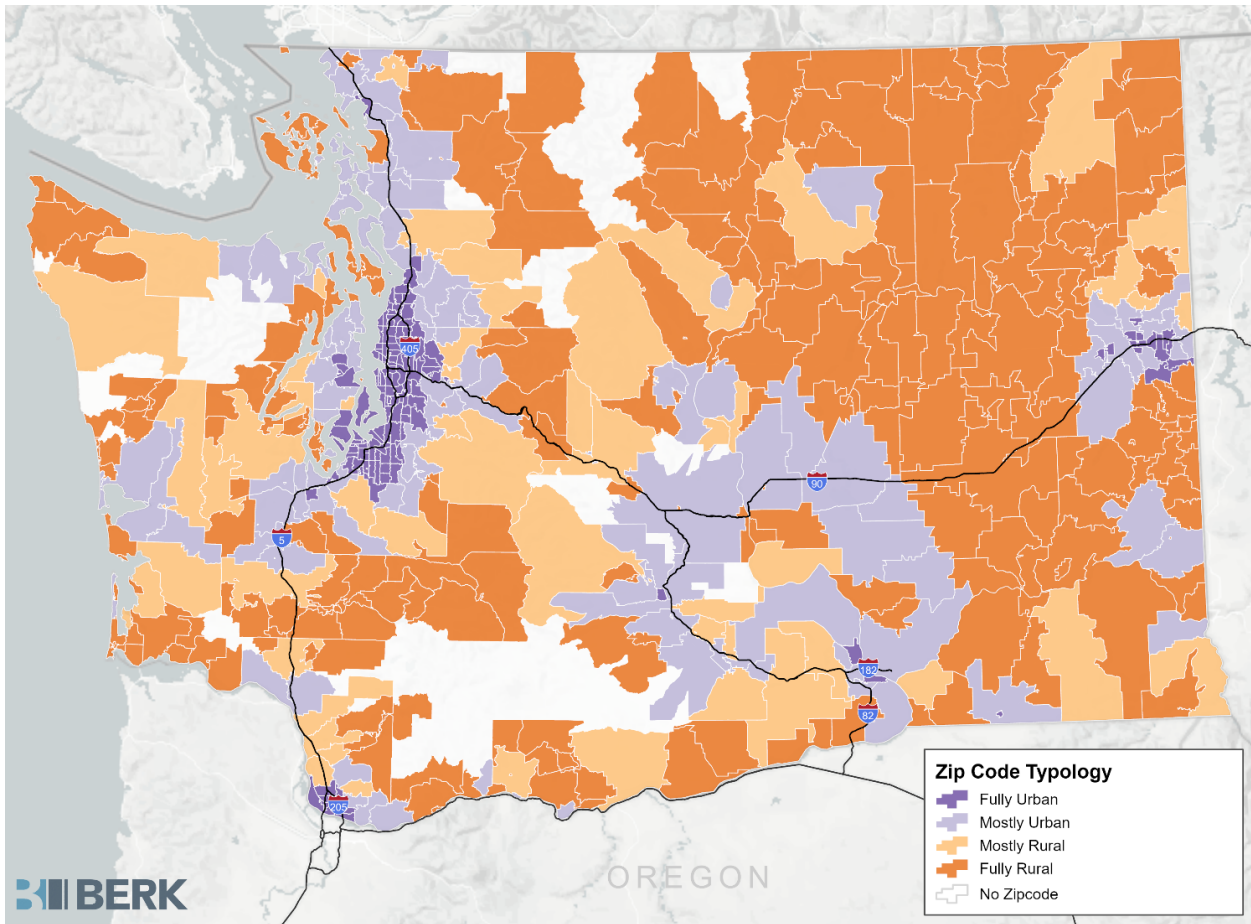 405
90
5
182
82
205
Zip Code Typology
Fully Urban
Mostly Urban
Mostly Rural
Fully Rural
No Zipcode
OREGON
BERK